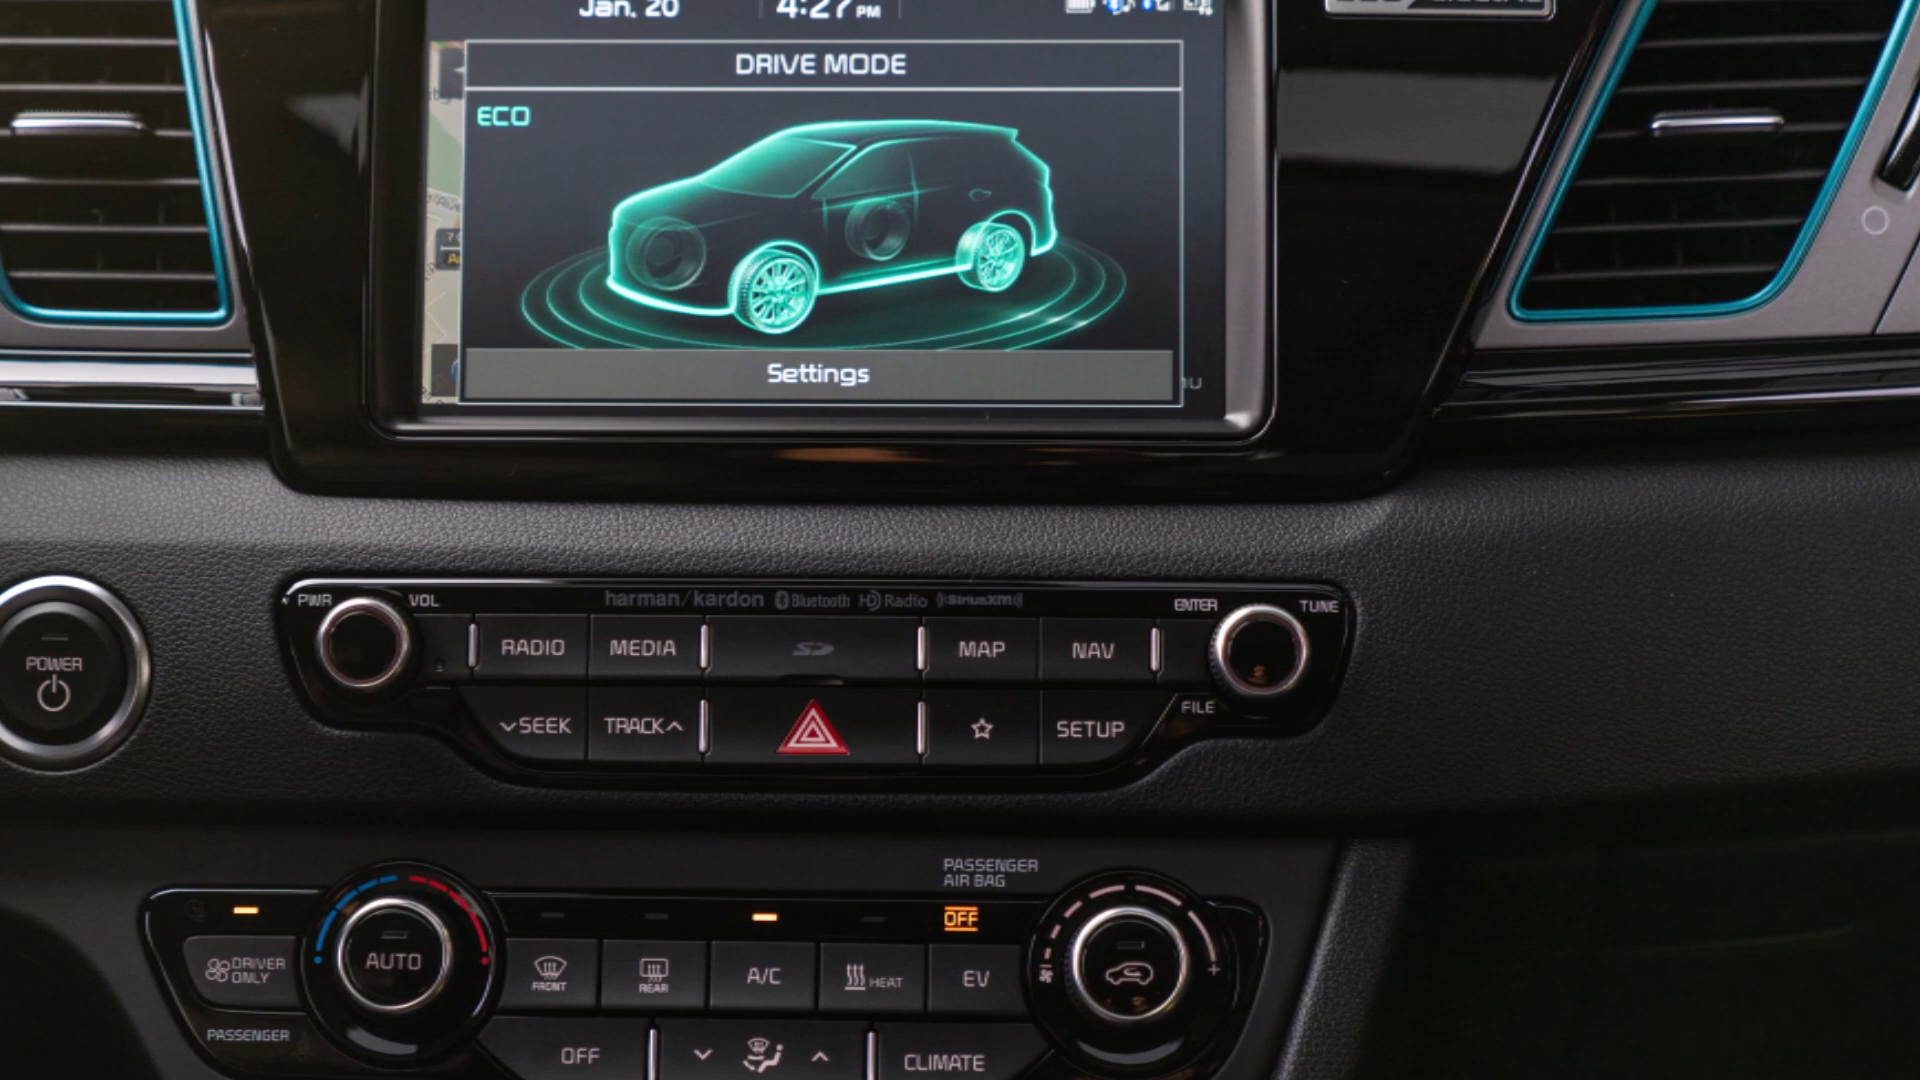 Jan. 20 4:27 PM
DRIVE MODE
ECO
Settings
PWR VOL harman/kardon Bluetooth HD Radio SiriusXM ENTER TUNE
RADIO MEDIA SD MAP NAV
POWER
SEEK TRACK SETUP FILE
PASSENGER
AIR BAG
OFF
DRIVER
ONLY
AUTO FRONT REAR A/C HEAT EV
PASSENGER
OFF CLIMATE